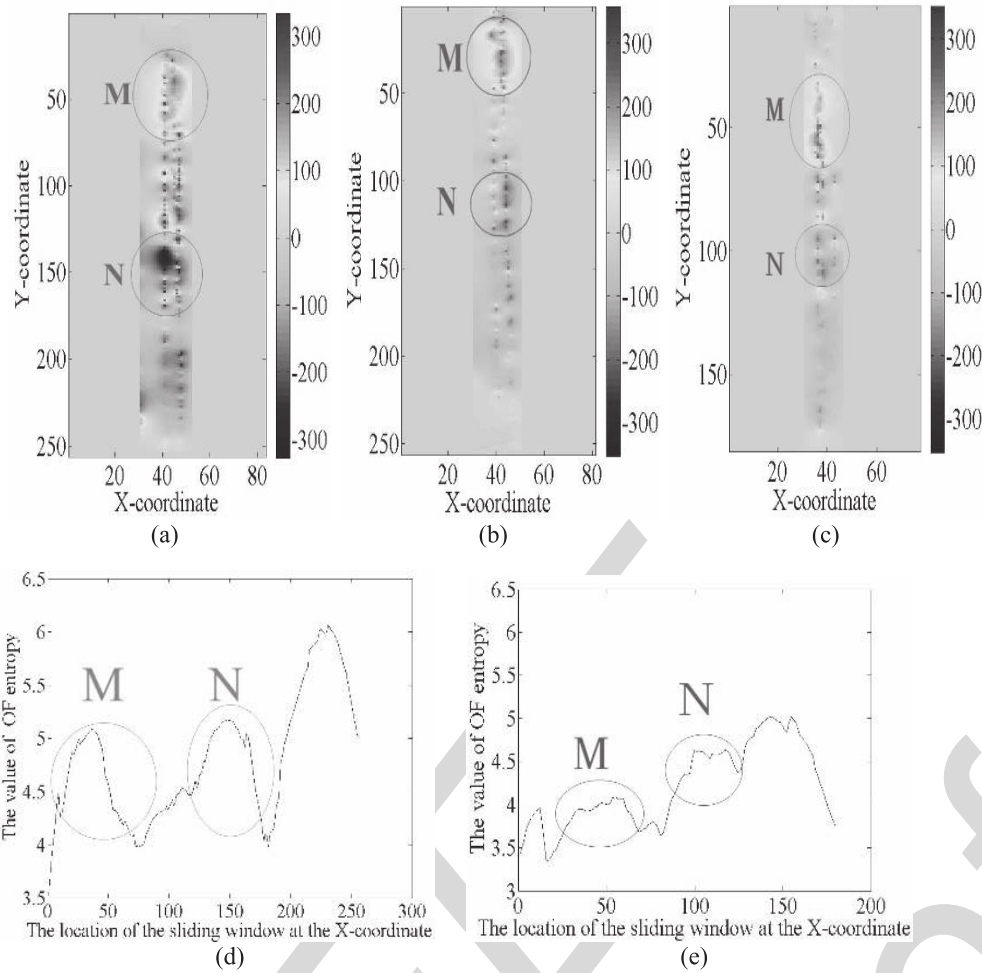 300
200
100
0
-100
-200
-300
M
N
50
100
150
200
250
20 40 60 80
Y-coordinate
X-coordinate
(a)
300
200
100
0
-100
-200
-300
M
N
50
100
150
200
250
20 40 60 80
Y-coordinate
X-coordinate
(b)
300
200
100
0
-100
-200
-300
M
N
50
100
150
20 40 60
Y-coordinate
X-coordinate
(c)
6.5
6
5.5
5
4.5
4
3.5
M
N
0 50 100 150 200 250 300
The value of OF entropy
The location of the sliding window at the X-coordinate
(d)
6.5
6
5.5
5
4.5
4
3.5
3
M
N
0 50 100 150 200
The value of OF entropy
The location of the sliding window at the X-coordinate
(e)